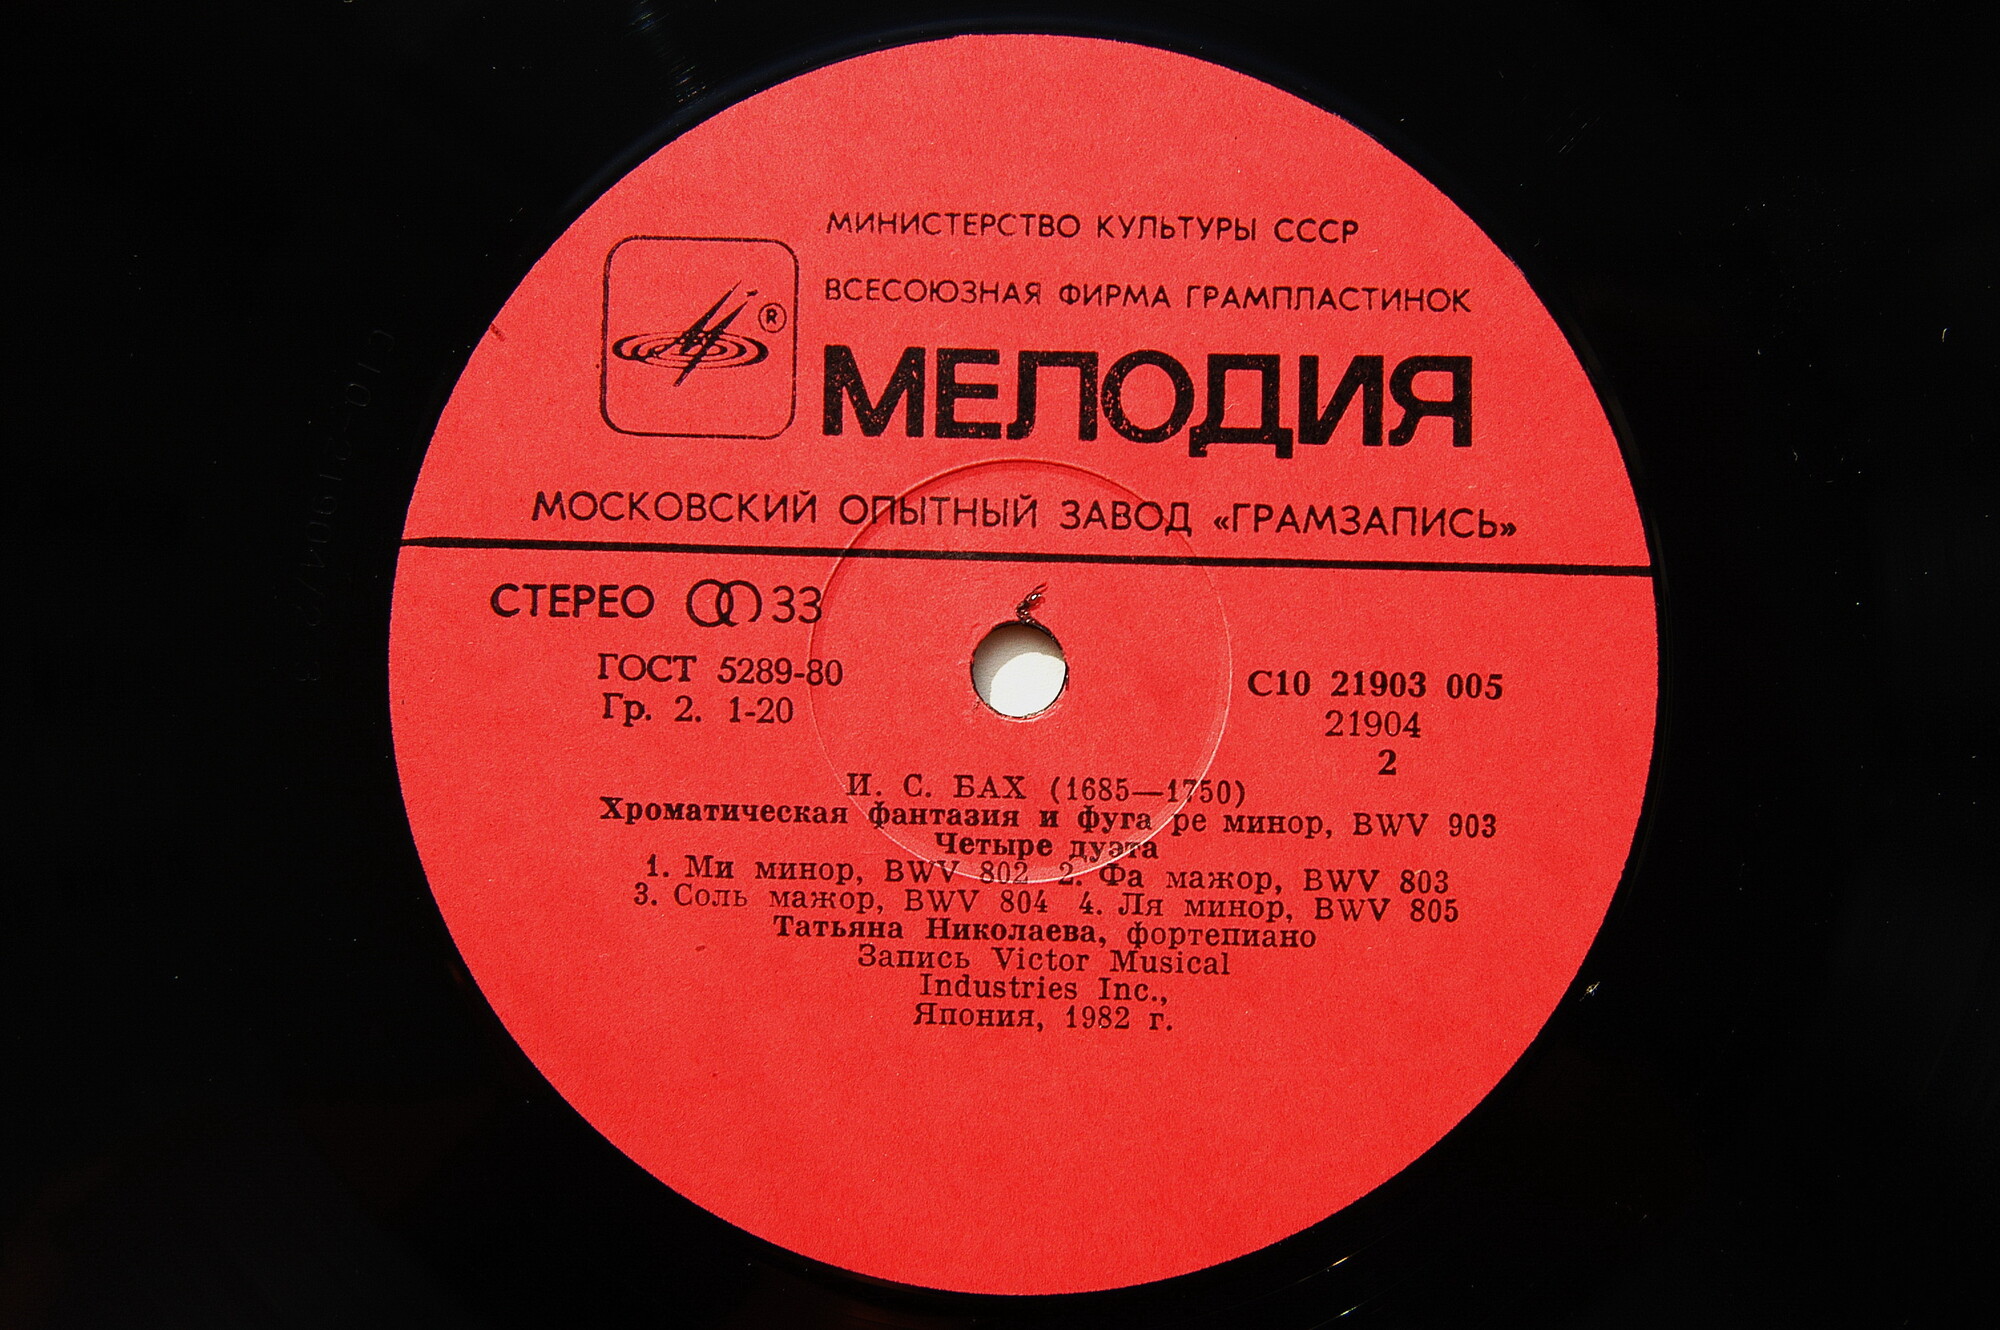 МИНИСТЕРСТВО КУЛЬТУРЫ СССР
ВСЕСОЮЗНАЯ ФИРМА ГРАМПЛАСТИНОК
®
МЕЛОДИЯ
МОСКОВСКИЙ ОПЫТНЫЙ ЗАВОД «ГРАМЗАПИСЬ»
СТЕРЕО 33
ГОСТ 5289-80
Гр. 2. 1-20
С10 21903 005
21904
2
И. С. БАХ (1685—1750)
Хроматическая фантазия и фуга ре минор, BWV 903
Четыре дуэта
1. Ми минор, BWV 802 2. Фа мажор, BWV 803
3. Соль мажор, BWV 804 4. Ля минор, BWV 805
Татьяна Николаева, фортепиано
Запись Victor Musical
Industries Inc.,
Япония, 1982 г.